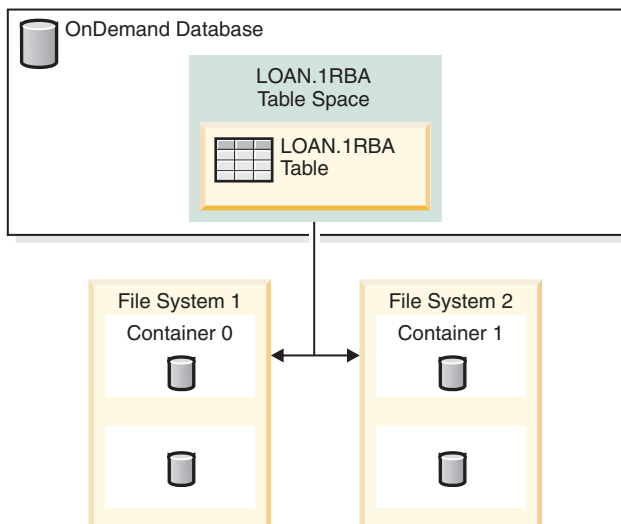 OnDemand Database
LOAN.1RBA
Table Space
LOAN.1RBA
Table
File System 1
Container 0
File System 2
Container 1